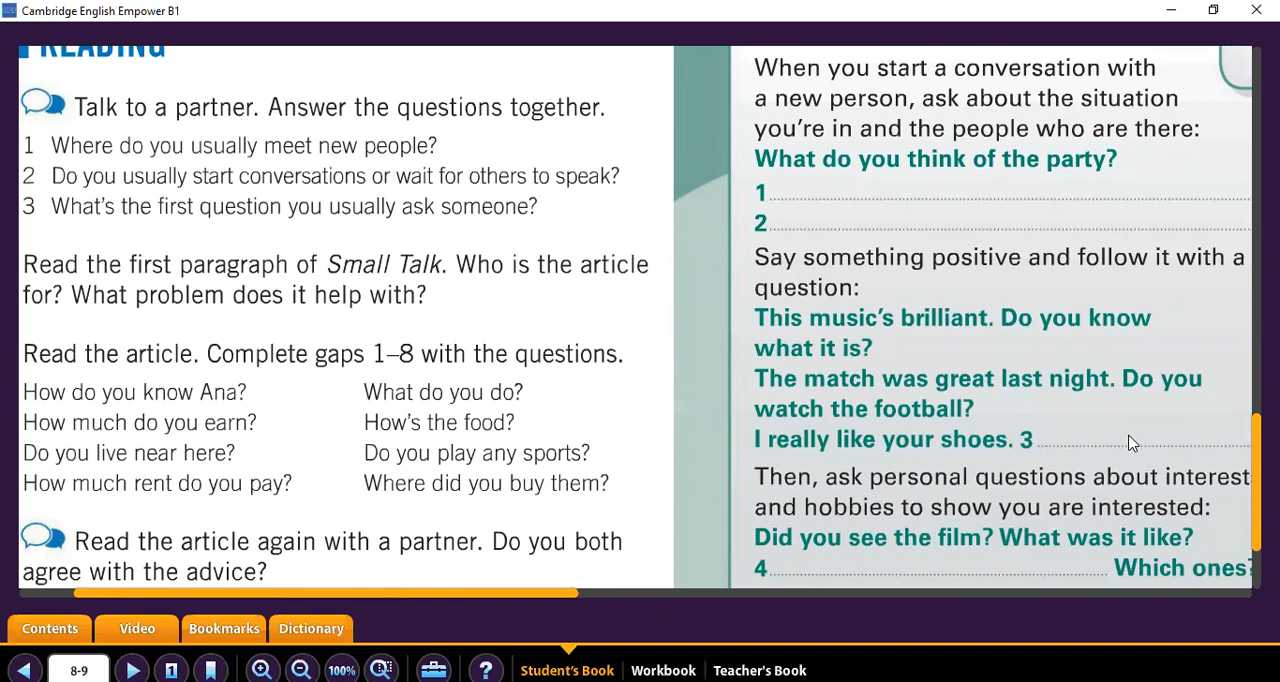 Cambridge English Empower B1
READING
Talk to a partner. Answer the questions together.
1 Where do you usually meet new people?
2 Do you usually start conversations or wait for others to speak?
3 What's the first question you usually ask someone?
Read the first paragraph of Small Talk. Who is the article
for? What problem does it help with?
Read the article. Complete gaps 1–8 with the questions.
How do you know Ana? What do you do?
How much do you earn? How's the food?
Do you live near here? Do you play any sports?
How much rent do you pay? Where did you buy them?
Read the article again with a partner. Do you both
agree with the advice?
When you start a conversation with
a new person, ask about the situation
you're in and the people who are there:
What do you think of the party?
1
2
Say something positive and follow it with a
question:
This music's brilliant. Do you know
what it is?
The match was great last night. Do you
watch the football?
I really like your shoes. 3
Then, ask personal questions about interest
and hobbies to show you are interested:
Did you see the film? What was it like?
4 Which ones?
Contents Video Bookmarks Dictionary
8-9 1 100% ? Student's Book Workbook Teacher's Book